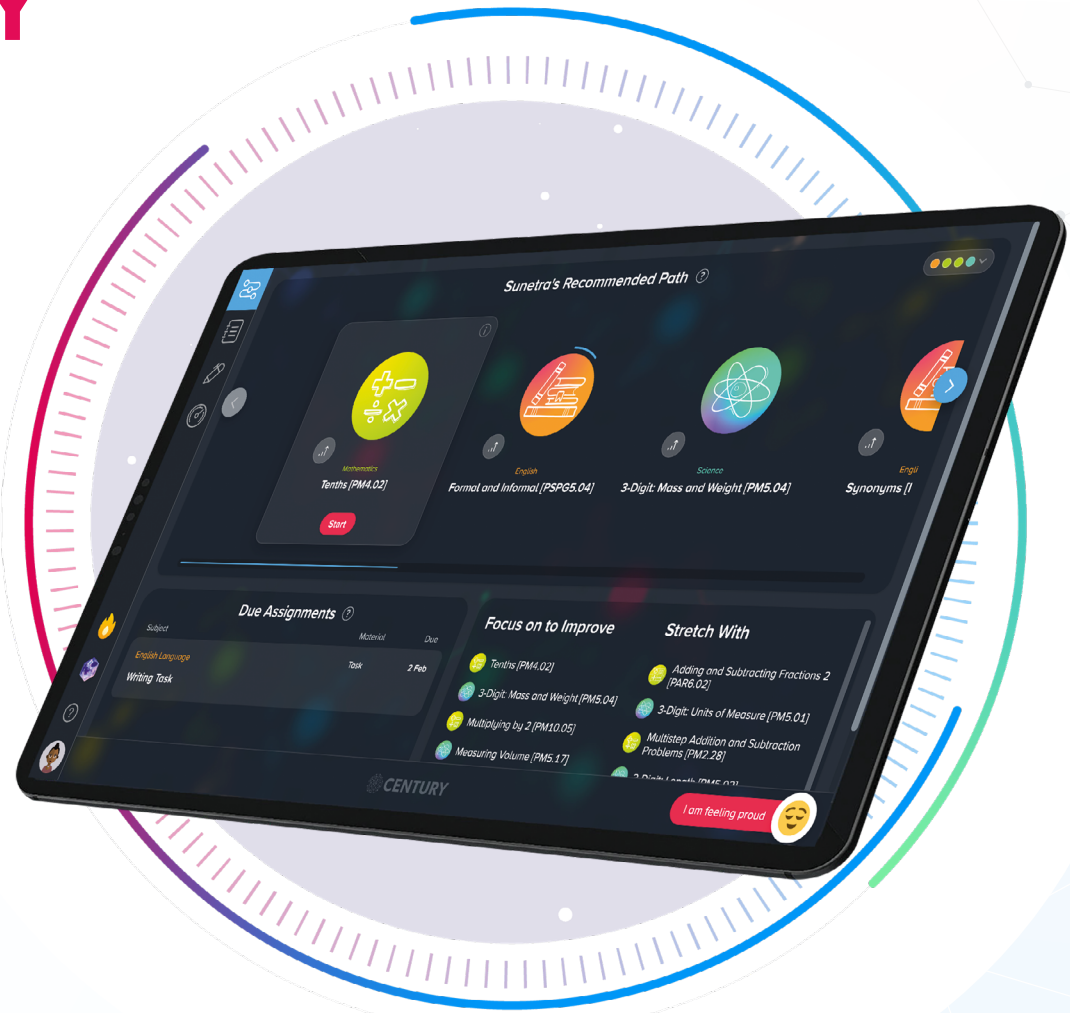 Y
Sunetra's Recommended Path ?
Mathematics
Tenths [PM4.02]
Start
English
Formal and Informal [PSPG5.04]
Science
3-Digit: Mass and Weight [PM5.04]
Engli
Synonyms [
Due Assignments ?
Subject
Material
Due
English Language
Writing Task
Task
2 Feb
Focus on to Improve
Tenths [PM4.02]
3-Digit: Mass and Weight [PM5.04]
Multiplying by 2 [PM10.05]
Measuring Volume [PM5.17]
Stretch With
Adding and Subtracting Fractions 2
[PAR6.02]
3-Digit: Units of Measure [PM5.01]
Multistep Addition and Subtraction
Problems [PM2.28]
CENTURY
I am feeling proud